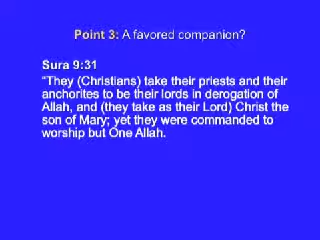 Point 3: A favored companion?
Sura 9:31
“They (Christians) take their priests and their
anchorites to be their lords in derogation of
Allah, and (they take as their Lord) Christ the
son of Mary; yet they were commanded to
worship but One Allah.